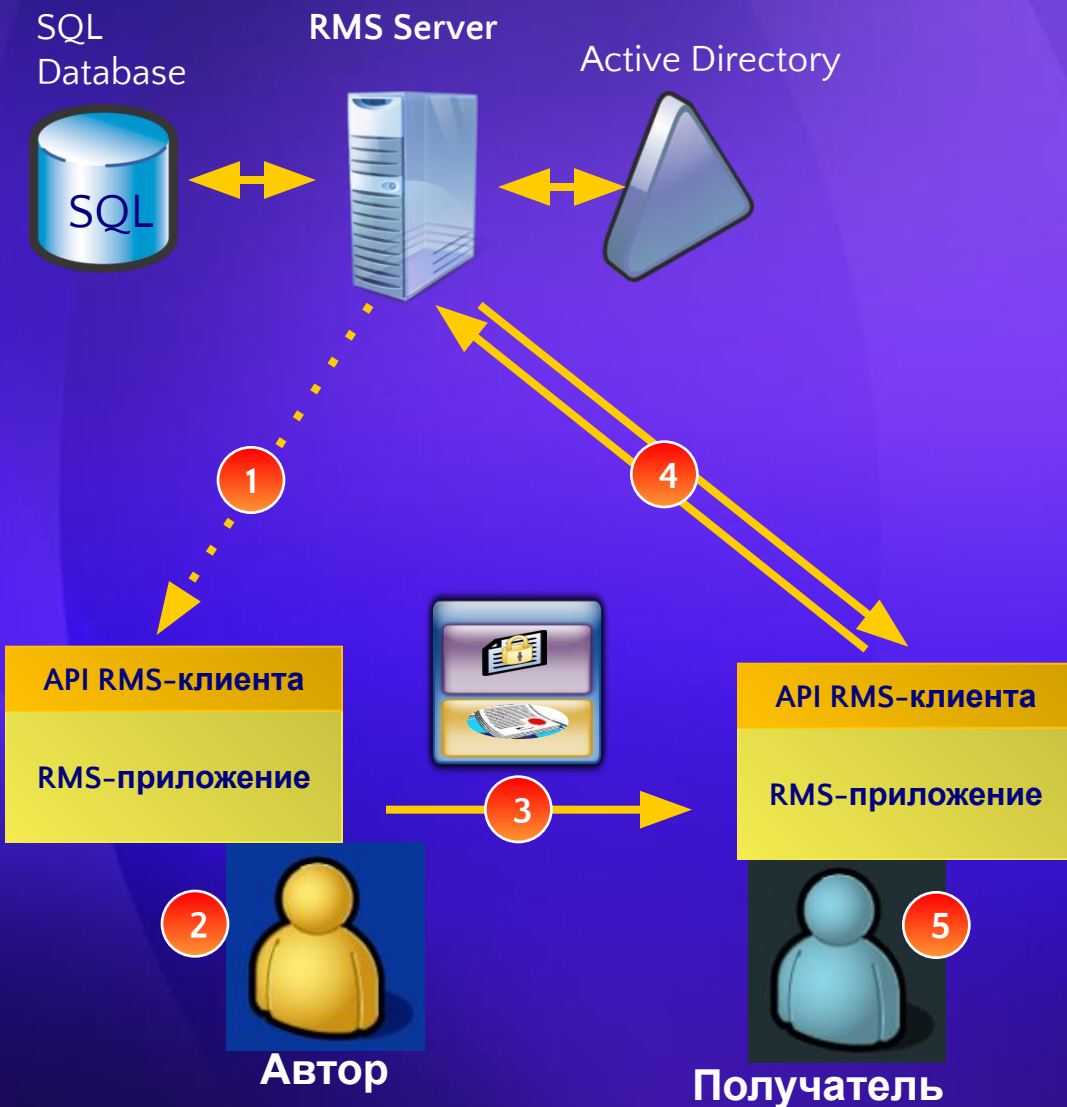 SQL
Database
RMS Server
Active Directory
SQL
1
4
API RMS-клиента
RMS-приложение
API RMS-клиента
RMS-приложение
3
2
5
Автор
Получатель